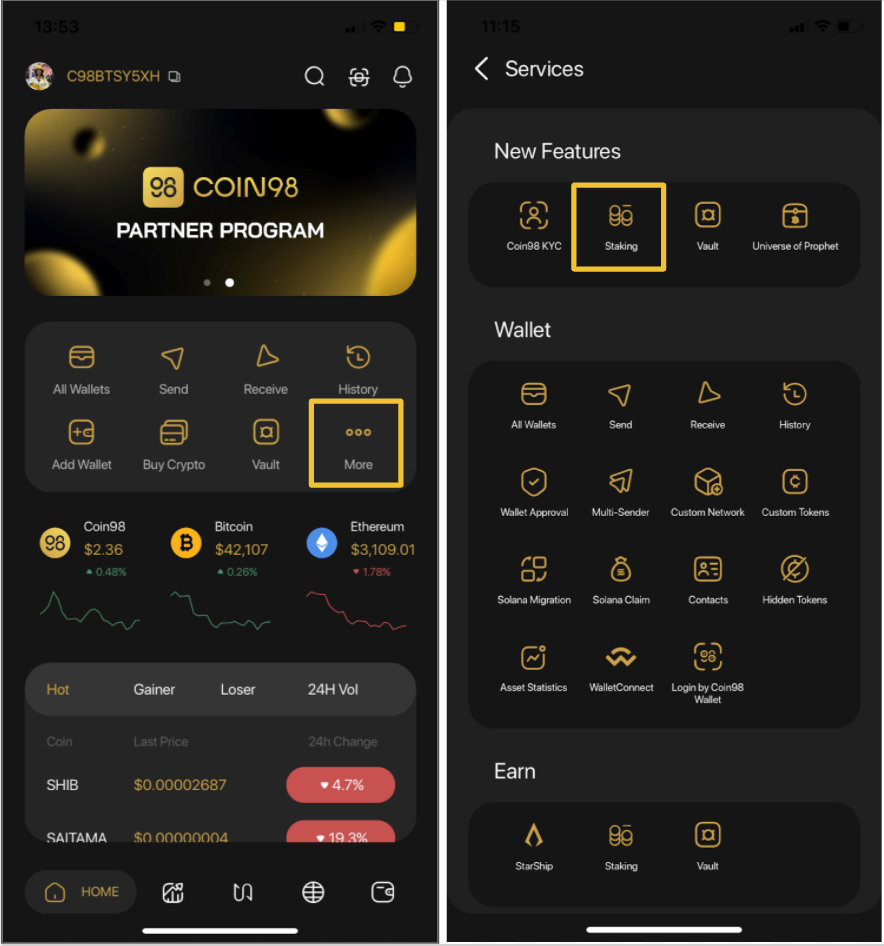 13:53
C98BTSY5XH
98 COIN98
PARTNER PROGRAM
All Wallets Send Receive History
Add Wallet Buy Crypto Vault More
Coin98 Bitcoin Ethereum
$2.36 $42,107 $3,109.01
0.48% 0.26% 1.78%
Hot Gainer Loser 24H Vol
Coin Last Price 24h Change
SHIB $0.00002687 4.7%
SAITAMA $0.00000004 19.3%
HOME
11:15
Services
New Features
Coin98 KYC Staking Vault Universe of Prophet
Wallet
All Wallets Send Receive History
Wallet Approval Multi-Sender Custom Network Custom Tokens
Solana Migration Solana Claim Contacts Hidden Tokens
Asset Statistics WalletConnect Login by Coin98
Wallet
Earn
StarShip Staking Vault